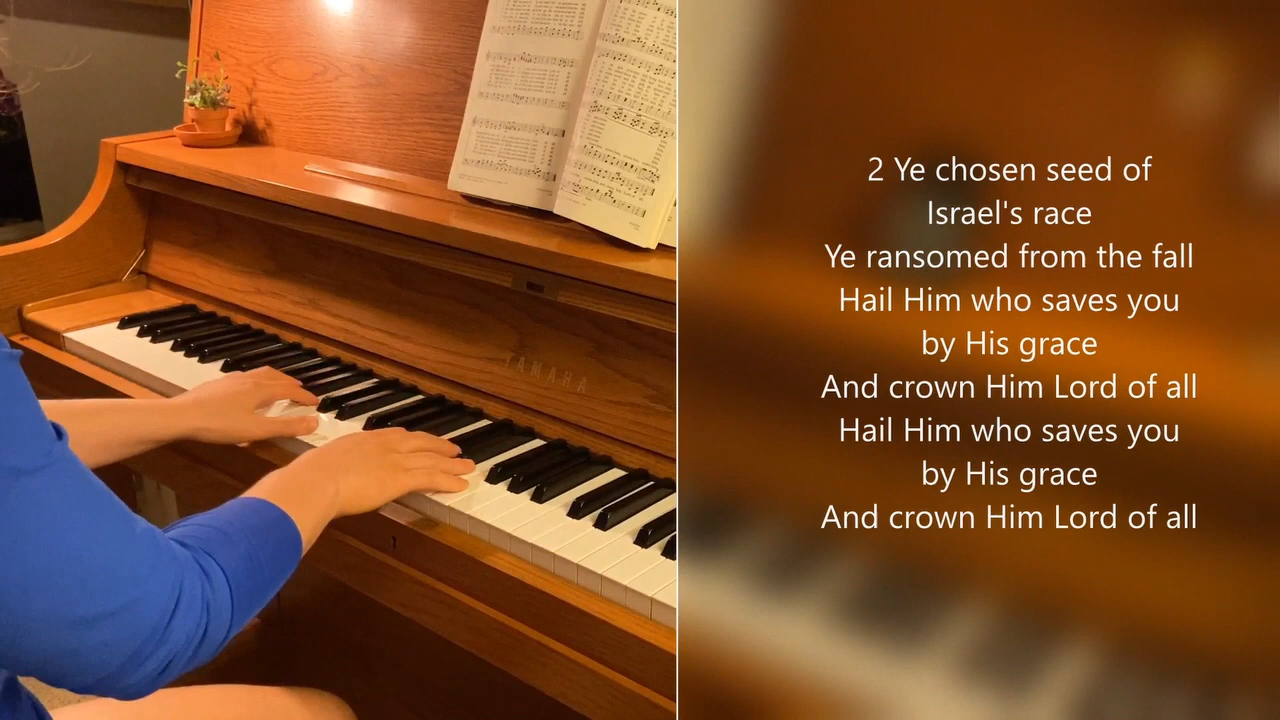 YAMAHA
2 Ye chosen seed of
Israel's race
Ye ransomed from the fall
Hail Him who saves you
by His grace
And crown Him Lord of all
Hail Him who saves you
by His grace
And crown Him Lord of all